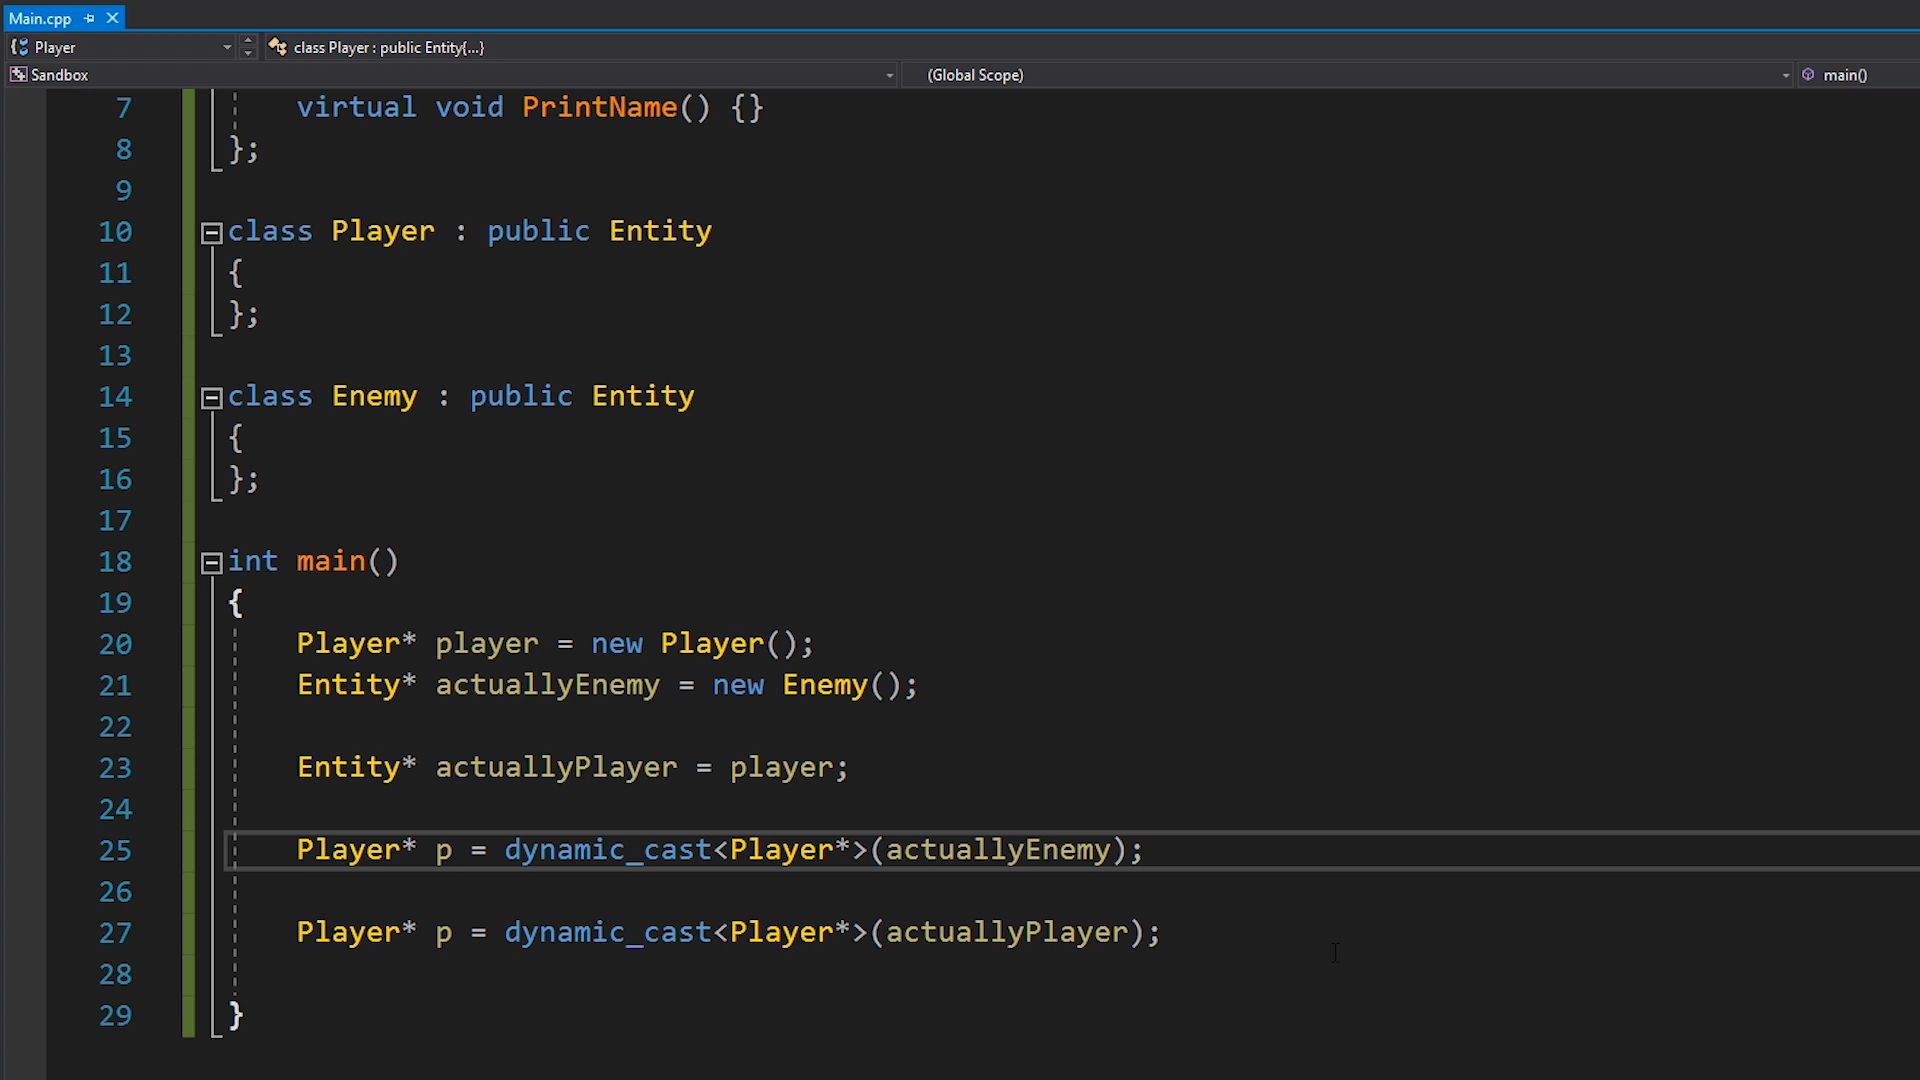 Main.cpp
Player class Player : public Entity{...}
Sandbox (Global Scope) main()
7 virtual void PrintName() {}
8 };
9
10 class Player : public Entity
11 {
12 };
13
14 class Enemy : public Entity
15 {
16 };
17
18 int main()
19 {
20 Player* player = new Player();
21 Entity* actuallyEnemy = new Enemy();
22
23 Entity* actuallyPlayer = player;
24
25 Player* p = dynamic_cast<Player*>(actuallyEnemy);
26
27 Player* p = dynamic_cast<Player*>(actuallyPlayer);
28
29 }